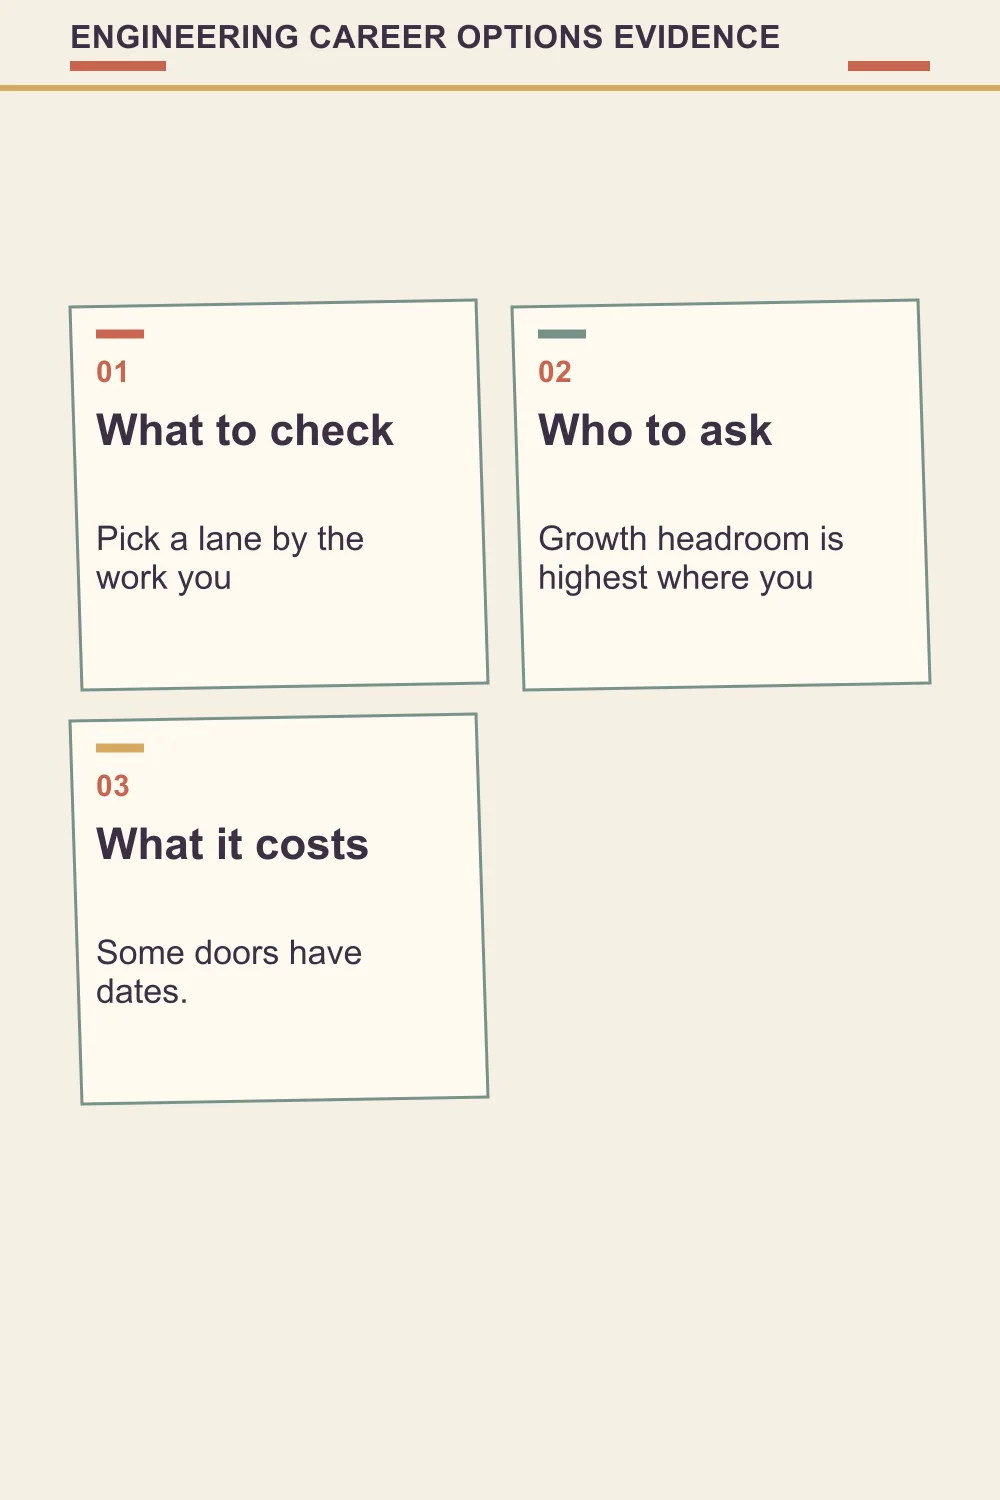 ENGINEERING CAREER OPTIONS EVIDENCE
01
What to check
Pick a lane by the
work you
02
Who to ask
Growth headroom is
highest where you
03
What it costs
Some doors have
dates.